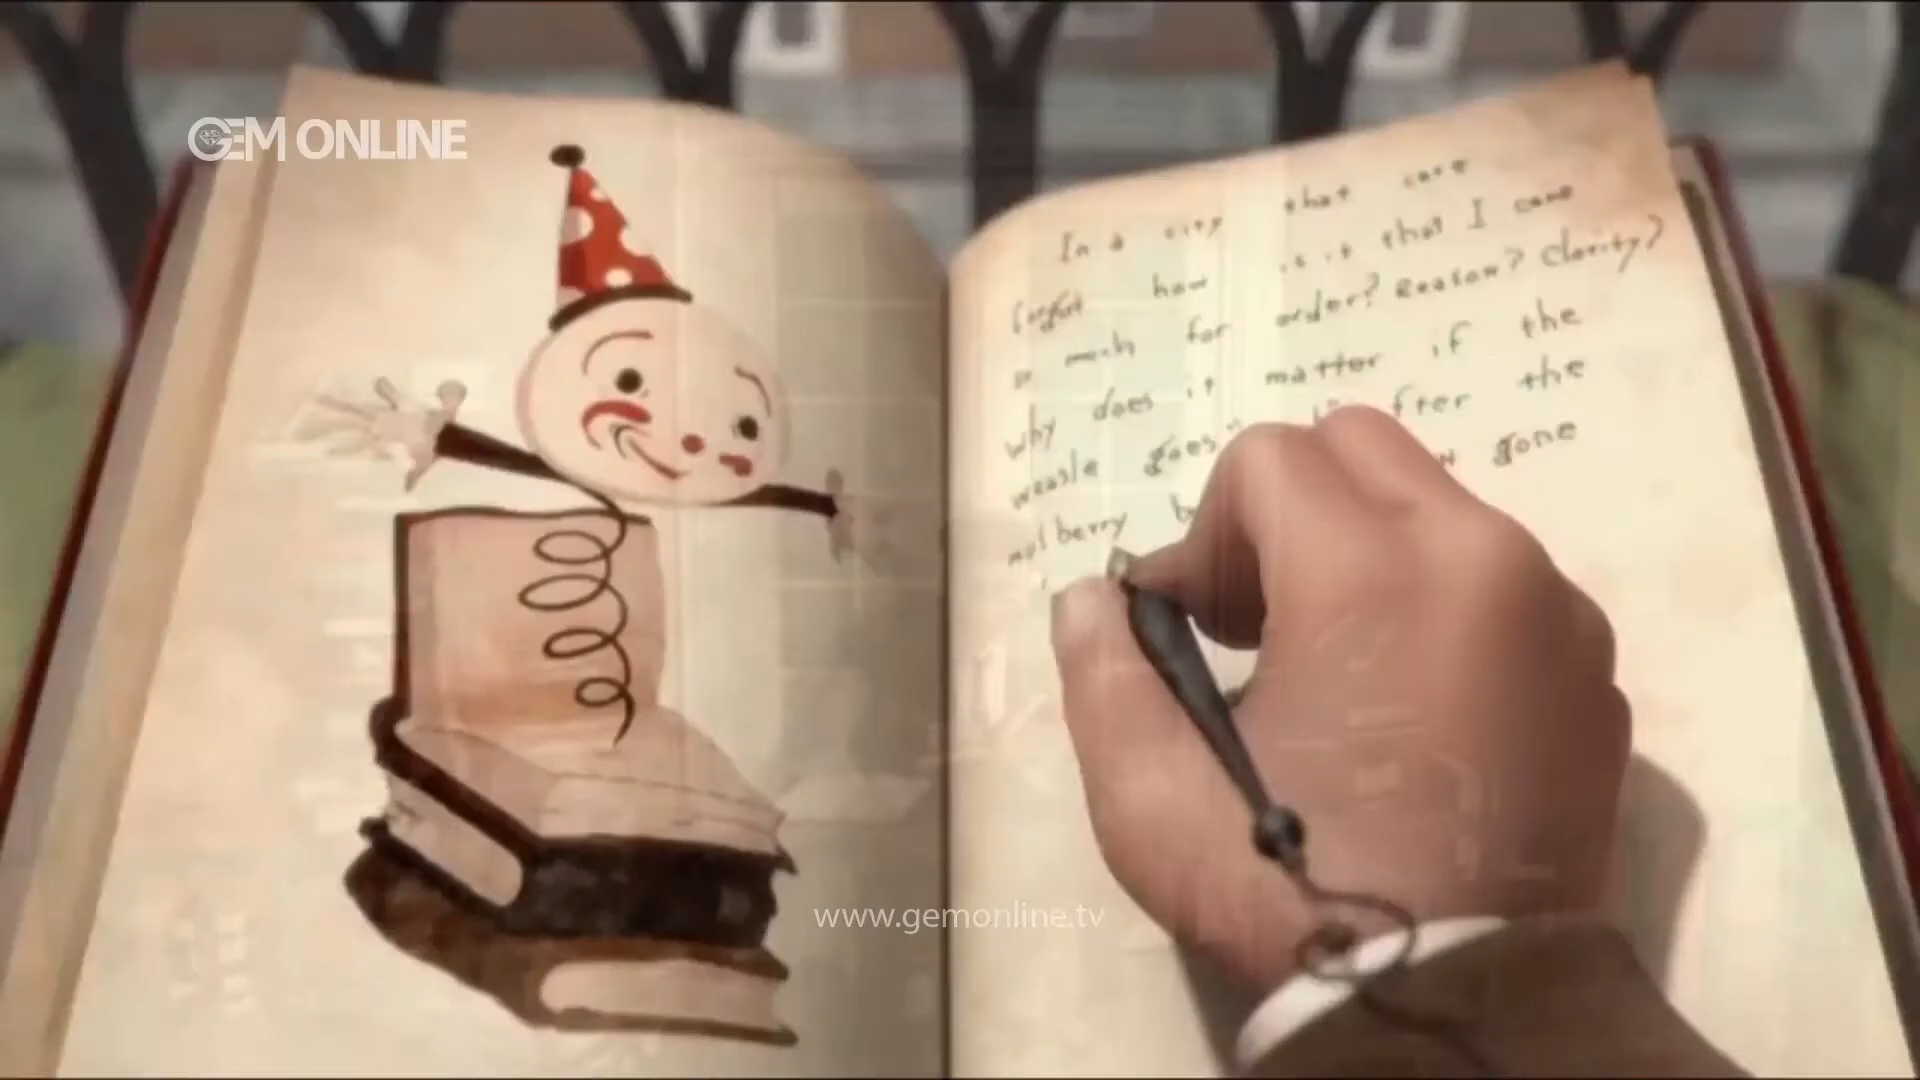 GEM ONLINE
In a city that care
forgot how is it that I came
so much for order? Reason? Clarity?
why does it matter if the
weasle goes after the
mulberry gone
www.gemonline.tv